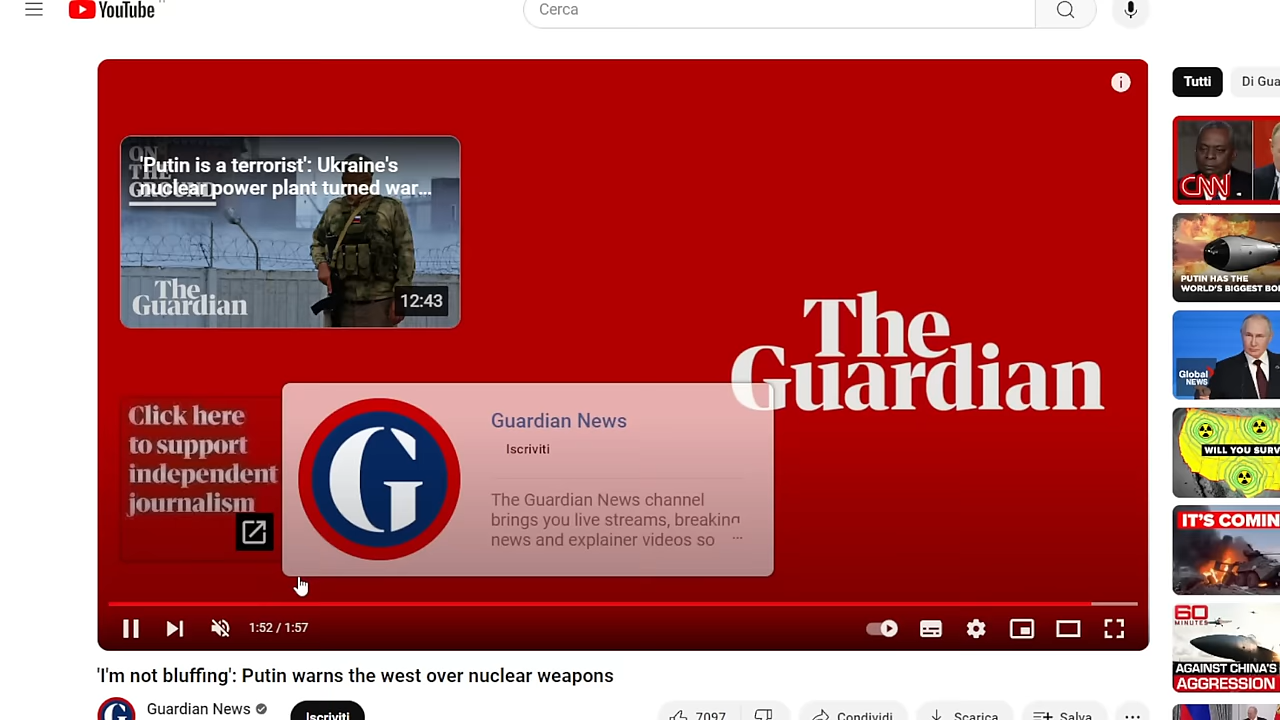 YouTube
Cerca
Tutti
Di Gua
ON
THE
GROUND
'Putin is a terrorist': Ukraine's
nuclear power plant turned war...
The
Guardian
12:43
The
Guardian
Click here
to support
independent
journalism
G
Guardian News
Iscriviti
The Guardian News channel
brings you live streams, breaking
news and explainer videos so ...
1:52 / 1:57
'I'm not bluffing': Putin warns the west over nuclear weapons
Guardian News
Iscriviti
7097
Condividi
Scarica
Salva
CNN
PUTIN HAS THE
WORLD'S BIGGEST BO
Global
NEWS
WILL YOU SURV
IT'S COMIN
60
MINUTES
AGAINST CHINA'S
AGGRESSION